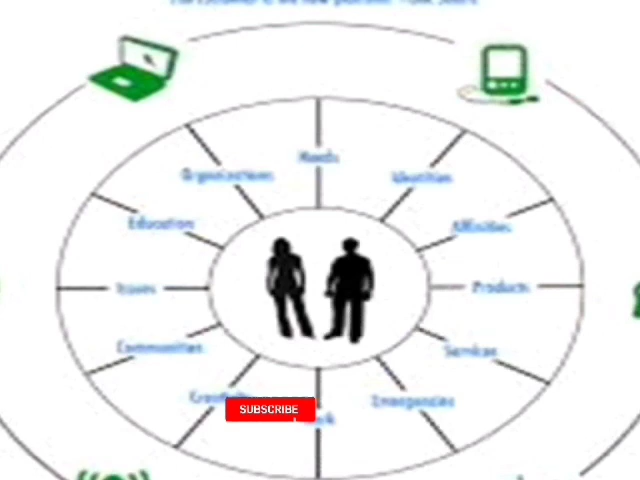 Needs
Organizations
Identities
Education
Affinities
Issues
Products
Communities
Services
Emergencies
SUBSCRIBE